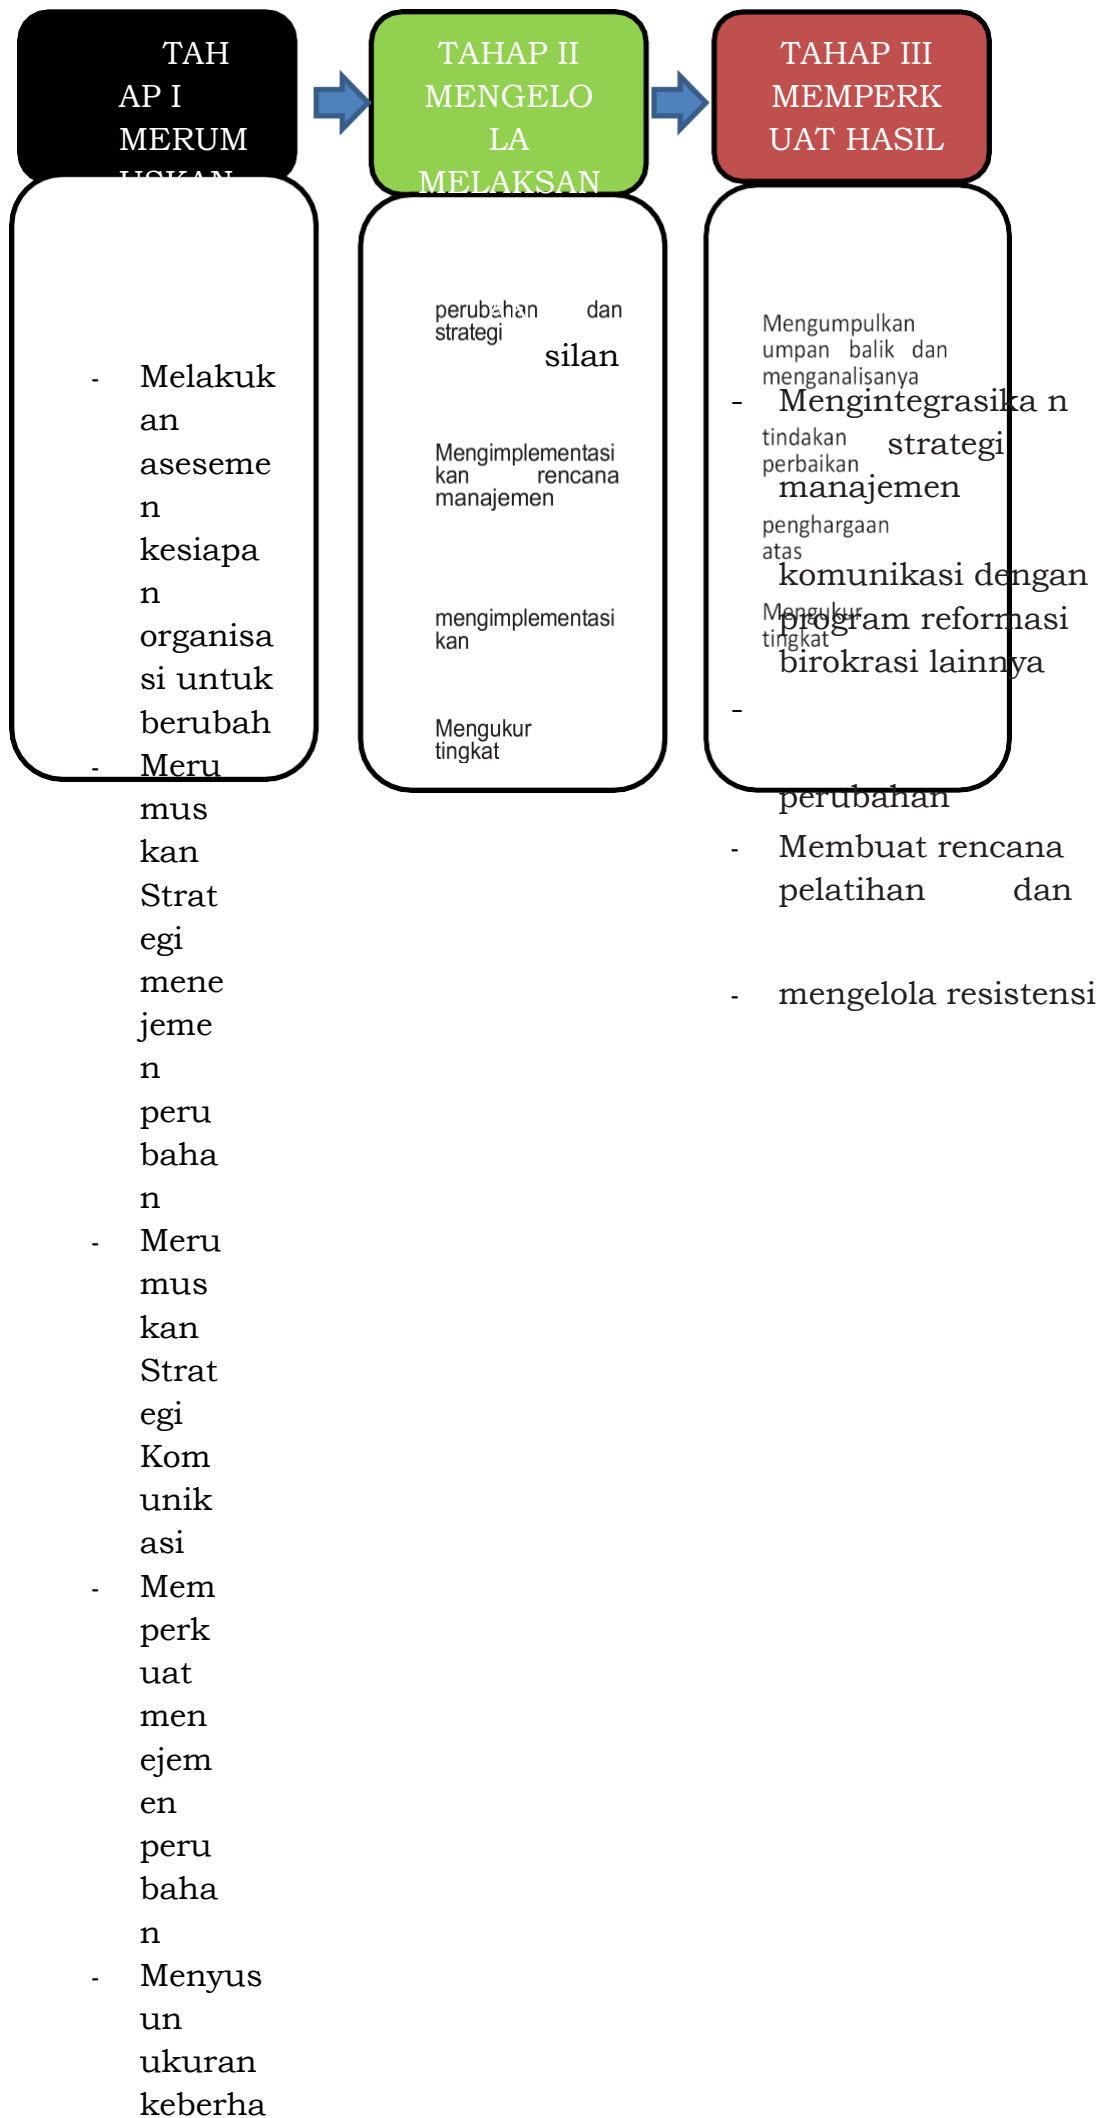 TAH
AP I
MERUM
USKAN
TAHAP II
MENGELO
LA
MELAKSAN
TAHAP III
MEMPERK
UAT HASIL
- Melakuk
an
aseseme
n
kesiapa
n
organisa
si untuk
berubah
- Meru
mus
kan
Strat
egi
mene
jeme
n
peru
baha
n
- Meru
mus
kan
Strat
egi
Kom
unik
asi
- Mem
perk
uat
men
ejem
en
peru
baha
n
- Menyus
un
ukuran
keberha
perubahan dan
strategi
silan
Mengimplementasi
kan rencana
manajemen
mengimplementasi
kan
Mengukur
tingkat
Mengumpulkan
umpan balik dan
menganalisanya
tindakan
perbaikan
penghargaan
atas
Mengukur
tingkat
- Mengintegrasika n
strategi
manajemen
komunikasi dengan
program reformasi
birokrasi lainnya
-
perubahan
- Membuat rencana
pelatihan dan
- mengelola resistensi